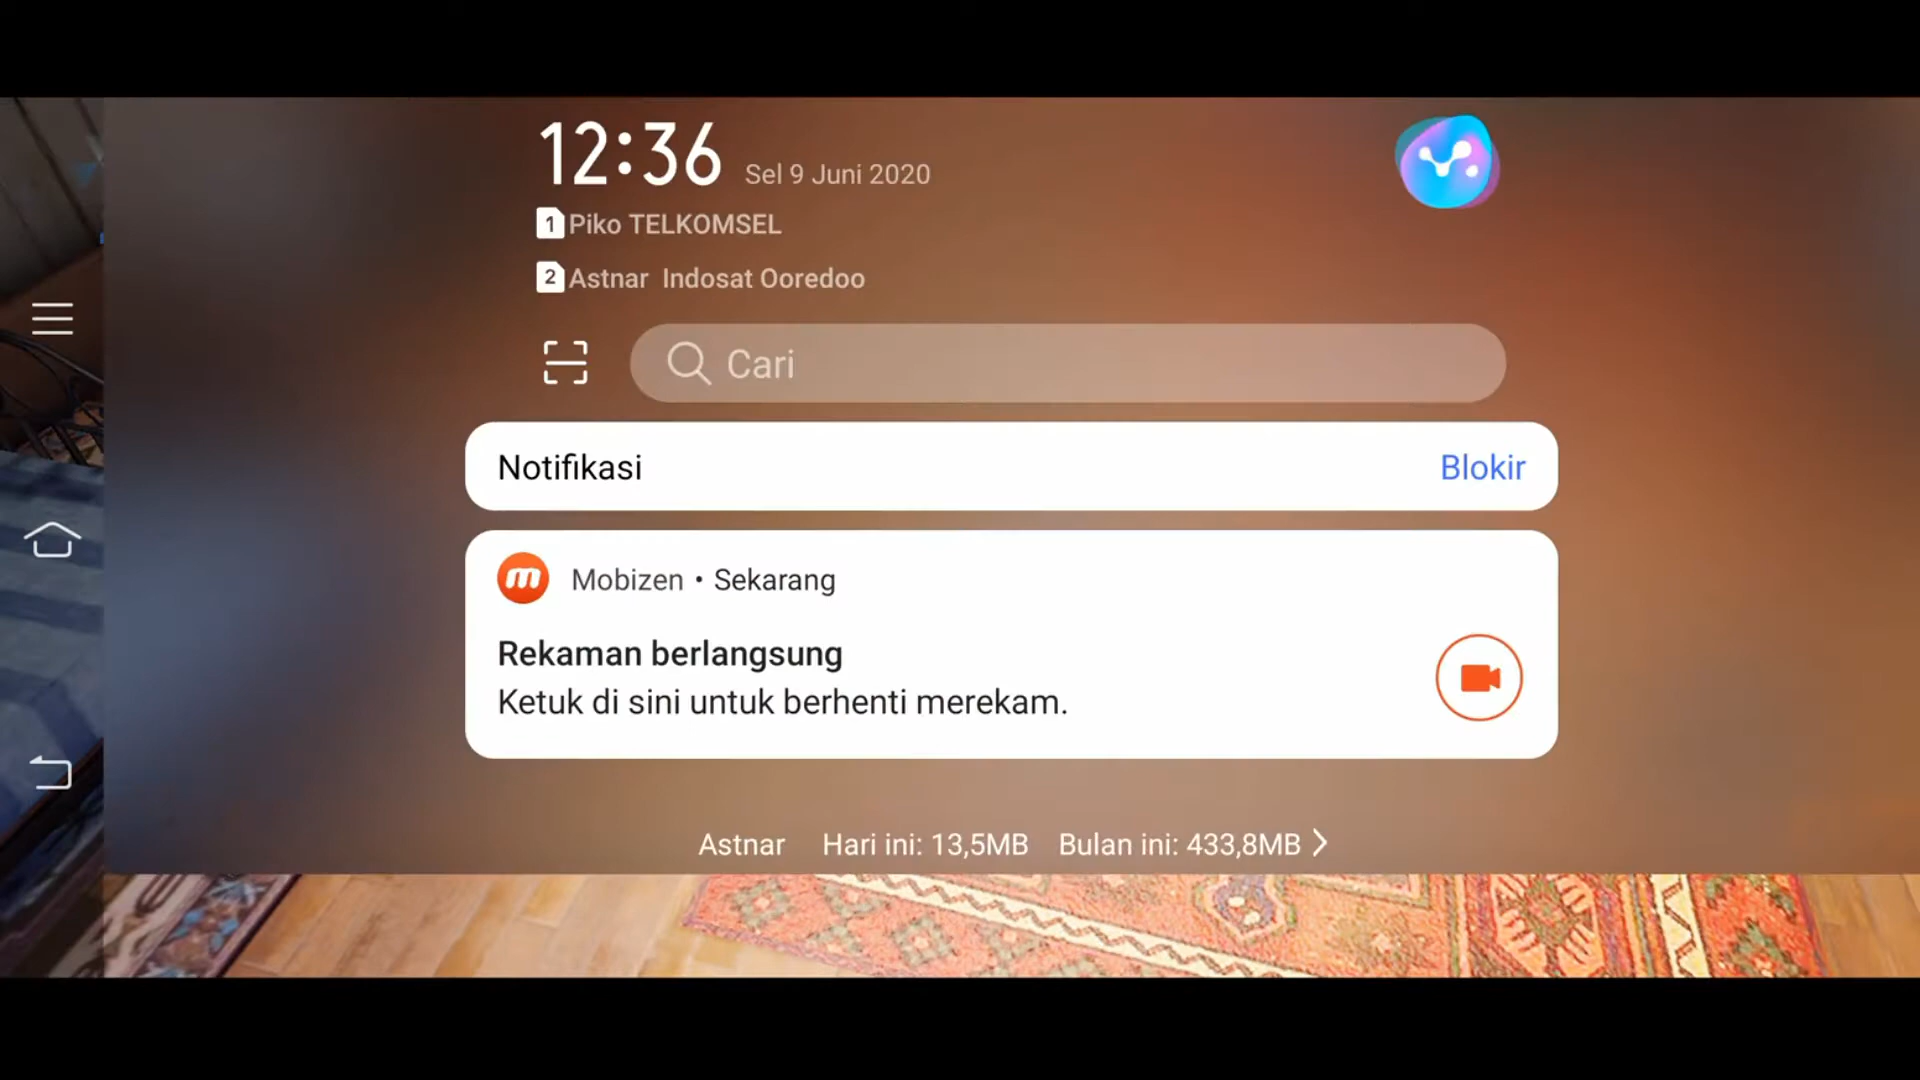 12:36 Sel 9 Juni 2020
1 Piko TELKOMSEL
2 Astnar Indosat Ooredoo
Cari
Notifikasi Blokir
m Mobizen • Sekarang
Rekaman berlangsung
Ketuk di sini untuk berhenti merekam.
Astnar Hari ini: 13,5MB Bulan ini: 433,8MB